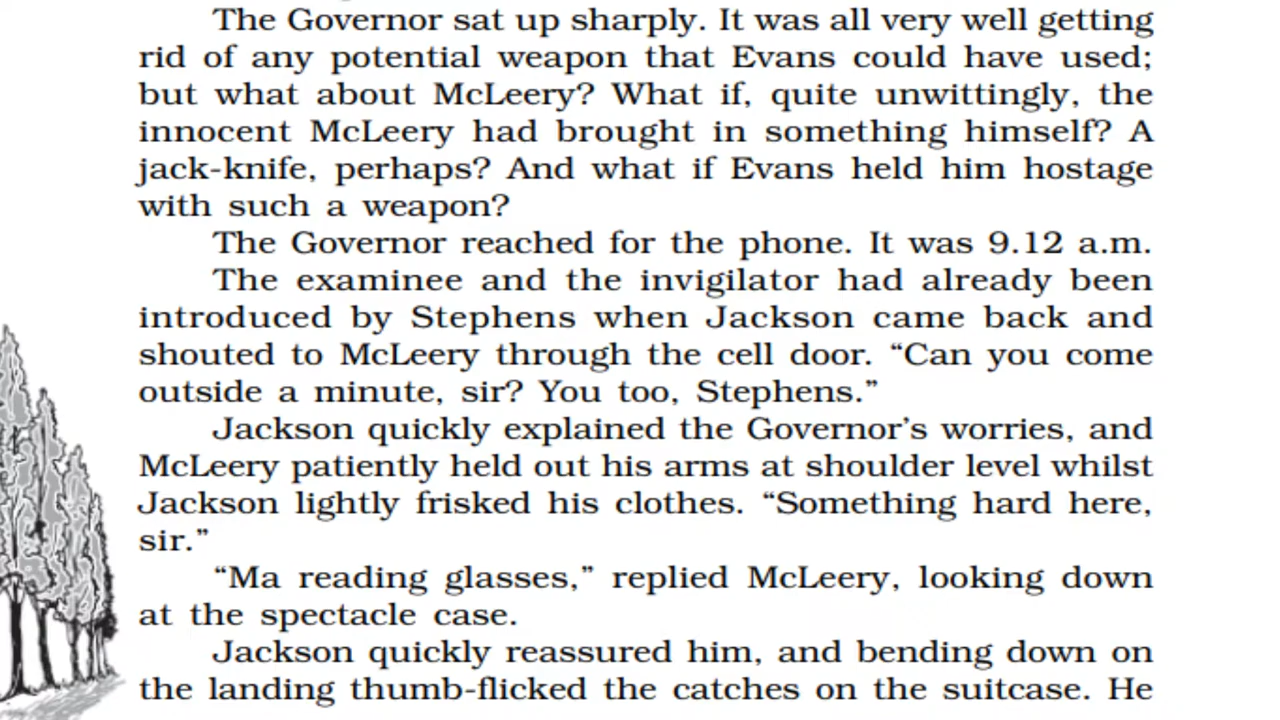 The Governor sat up sharply. It was all very well getting
rid of any potential weapon that Evans could have used;
but what about McLeery? What if, quite unwittingly, the
innocent McLeery had brought in something himself? A
jack-knife, perhaps? And what if Evans held him hostage
with such a weapon?
The Governor reached for the phone. It was 9.12 a.m.
The examinee and the invigilator had already been
introduced by Stephens when Jackson came back and
shouted to McLeery through the cell door. “Can you come
outside a minute, sir? You too, Stephens.”
Jackson quickly explained the Governor’s worries, and
McLeery patiently held out his arms at shoulder level whilst
Jackson lightly frisked his clothes. “Something hard here,
sir.”
“Ma reading glasses,” replied McLeery, looking down
at the spectacle case.
Jackson quickly reassured him, and bending down on
the landing thumb-flicked the catches on the suitcase. He